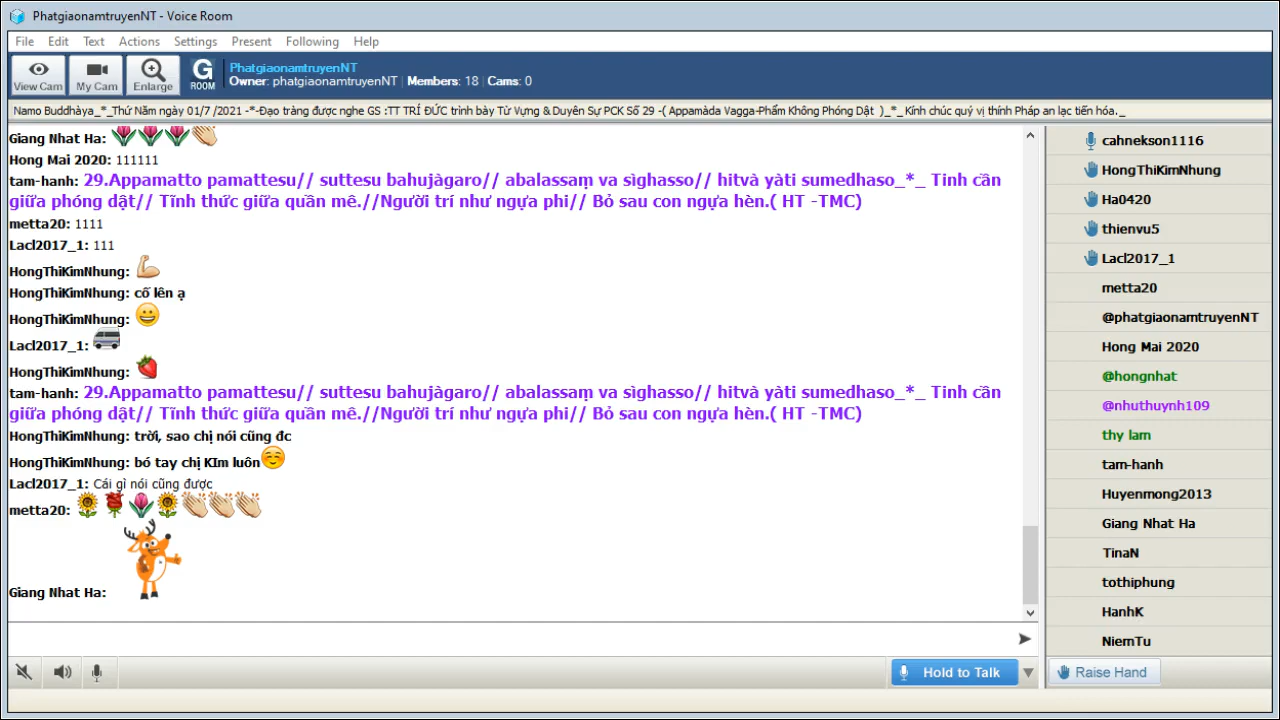 PhatgiaonamtruyenNT - Voice Room
File Edit Text Actions Settings Present Following Help
View Cam
My Cam
Enlarge
G ROOM
PhatgiaonamtruyenNT
Owner: phatgiaonamtruyenNT Members: 18 Cams: 0
Namo Buddhàya_*_Thứ Năm ngày 01/7 /2021 -*-Đạo tràng được nghe GS :TT TRÍ ĐỨC trình bày Từ Vựng & Duyên Sự PCK Số 29 -( Appamàda Vagga-Phẩm Không Phóng Dật )_*_ Kính chúc quý vị thính Pháp an lạc tiến hóa._
Giang Nhat Ha:
Hong Mai 2020: 111111
tam-hanh: 29.Appamatto pamattesu// suttesu bahujàgaro// abalassaṃ va sìghasso// hitvà yàti sumedhaso_*_ Tinh cần
giữa phóng dật// Tĩnh thức giữa quần mê.//Người trí như ngựa phi// Bỏ sau con ngựa hèn.( HT -TMC)
metta20: 1111
Lacl2017_1: 111
HongThiKimNhung:
HongThiKimNhung: cố lên ạ
HongThiKimNhung:
Lacl2017_1:
HongThiKimNhung:
tam-hanh: 29.Appamatto pamattesu// suttesu bahujàgaro// abalassaṃ va sìghasso// hitvà yàti sumedhaso_*_ Tinh cần
giữa phóng dật// Tĩnh thức giữa quần mê.//Người trí như ngựa phi// Bỏ sau con ngựa hèn.( HT -TMC)
HongThiKimNhung: trời, sao chị nói cũng đc
HongThiKimNhung: bó tay chị KIm luôn
Lacl2017_1: Cái gì nói cũng được
metta20:
Giang Nhat Ha:
Hold to Talk
cahnekson1116
HongThiKimNhung
Ha0420
thienvu5
Lacl2017_1
metta20
@phatgiaonamtruyenNT
Hong Mai 2020
@hongnhat
@nhuthuynh109
thy lam
tam-hanh
Huyenmong2013
Giang Nhat Ha
TinaN
tothiphung
HanhK
NiemTu
Raise Hand